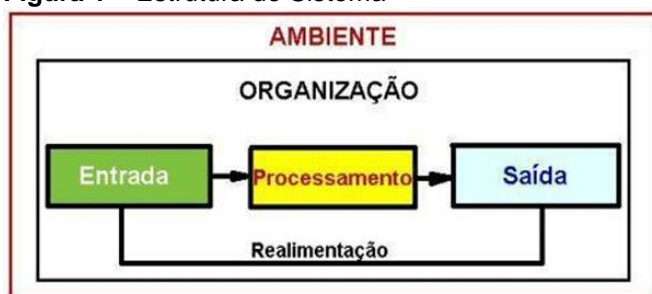 AMBIENTE
ORGANIZAÇÃO
Entrada
Processamento
Saída
Realimentação